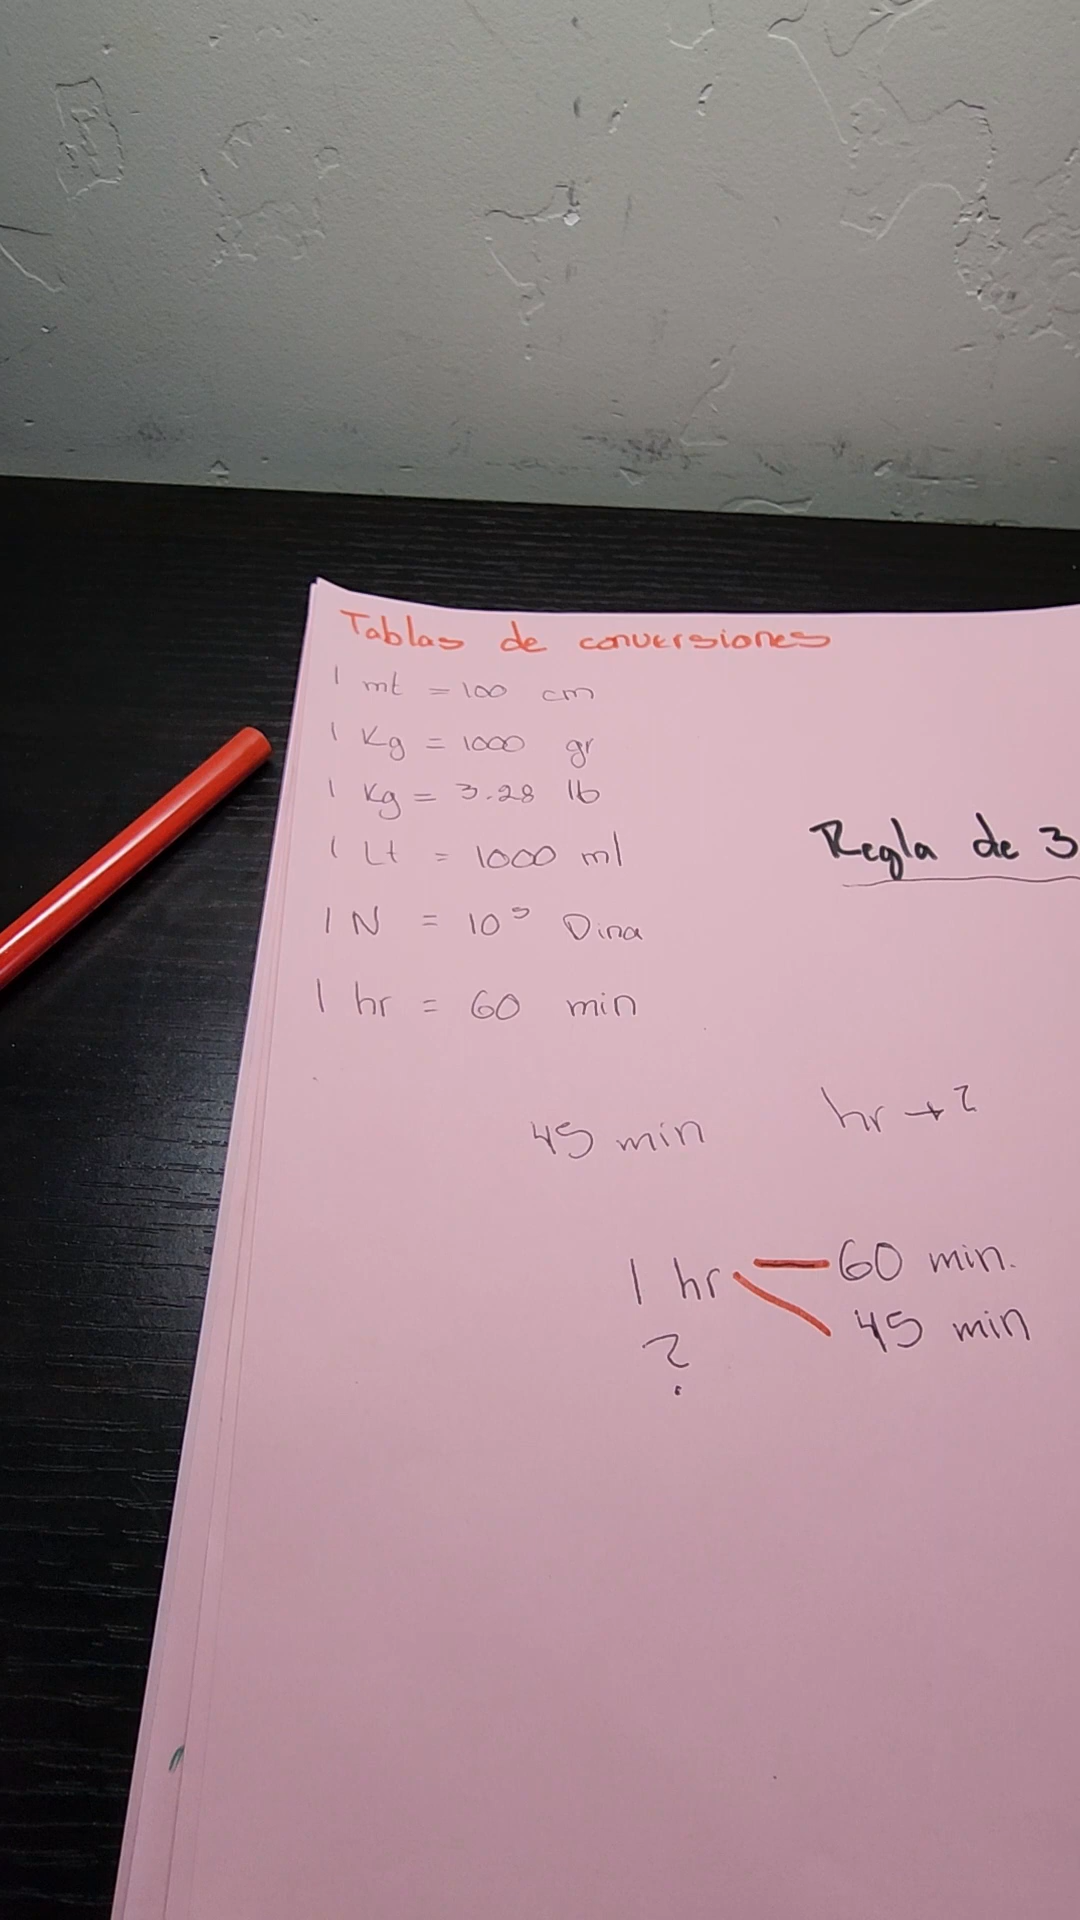 Tablas de conversiones
1 mt = 100 cm
1 Kg = 1000 gr
1 Kg = 3.28 lb
1 Lt = 1000 ml
Regla de 3
1 N = 10⁵ Dina
1 hr = 60 min
45 min hr → ?
1 hr — 60 min.
? 45 min